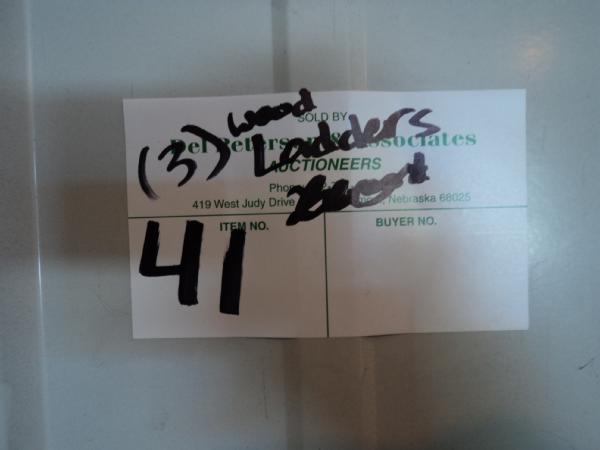 SOLD BY
wood
(3) Ladders
Del Peterson & Associates
AUCTIONEERS
Phone
419 West Judy Drive Nebraska 68025
ITEM NO.
BUYER NO.
41